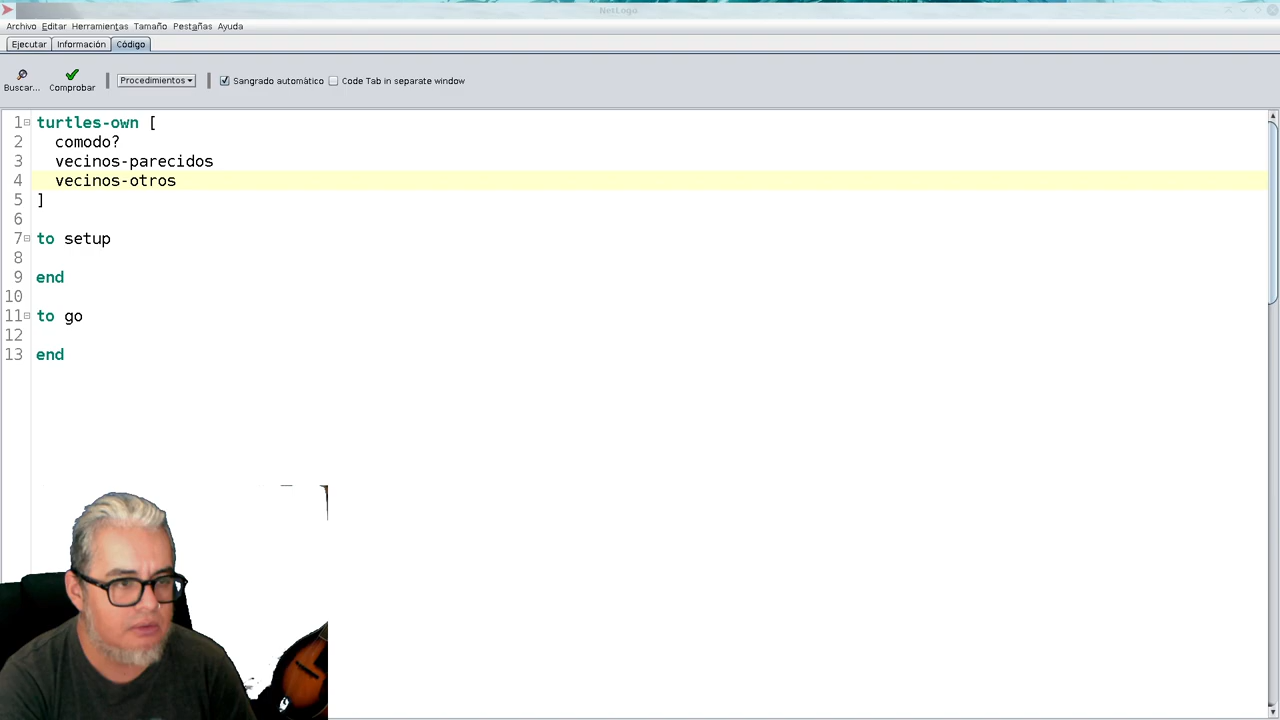 NetLogo
Archivo Editar Herramientas Tamaño Pestañas Ayuda
Ejecutar Información Código
Buscar... Comprobar Procedimientos Sangrado automático Code Tab in separate window
1 turtles-own [
2 comodo?
3 vecinos-parecidos
4 vecinos-otros
5 ]
6
7 to setup
8
9 end
10
11 to go
12
13 end